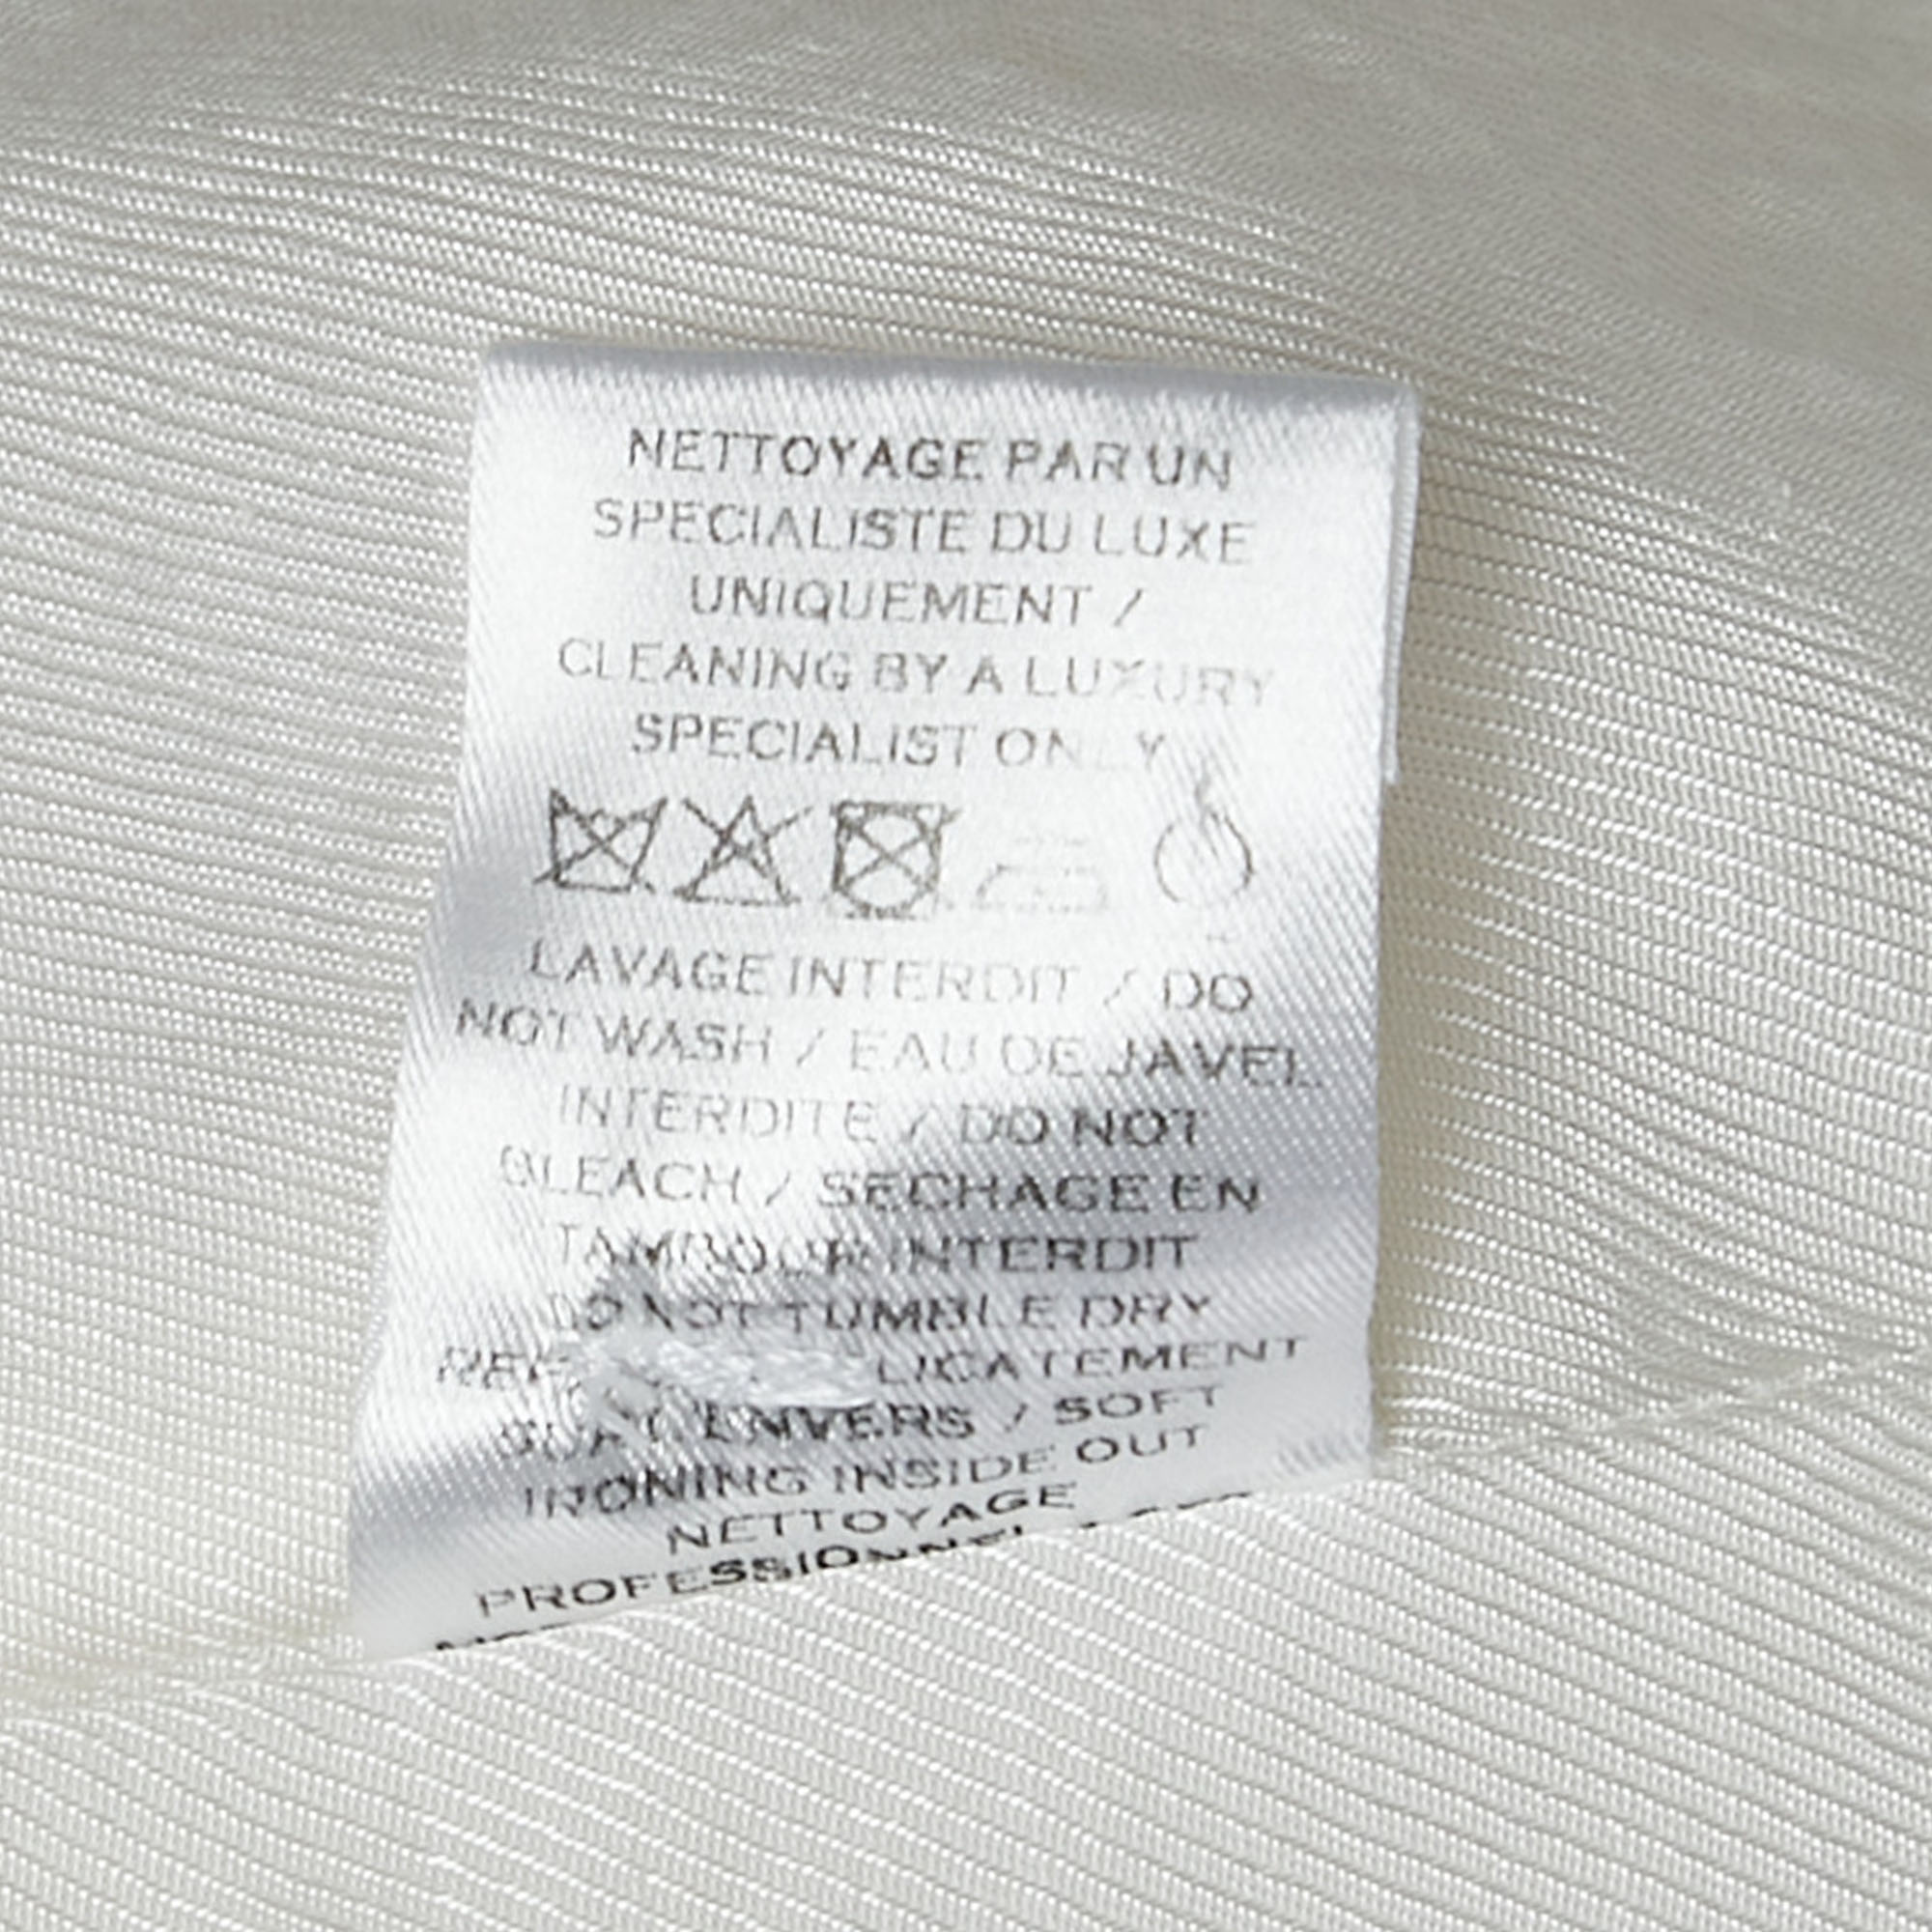 NETTOYAGE PAR UN
SPECIALISTE DU LUXE
UNIQUEMENT /
CLEANING BY A LUXURY
SPECIALIST ONLY
LAVAGE INTERDIT / DO
NOT WASH / EAU DE JAVEL
INTERDITE / DO NOT
BLEACH / SECHAGE EN
TAMBOUR INTERDIT
DO NOT TUMBLE DRY
ENVERS / SOFT
IRONING INSIDE OUT
NETTOYAGE
PROFESSIONNEL